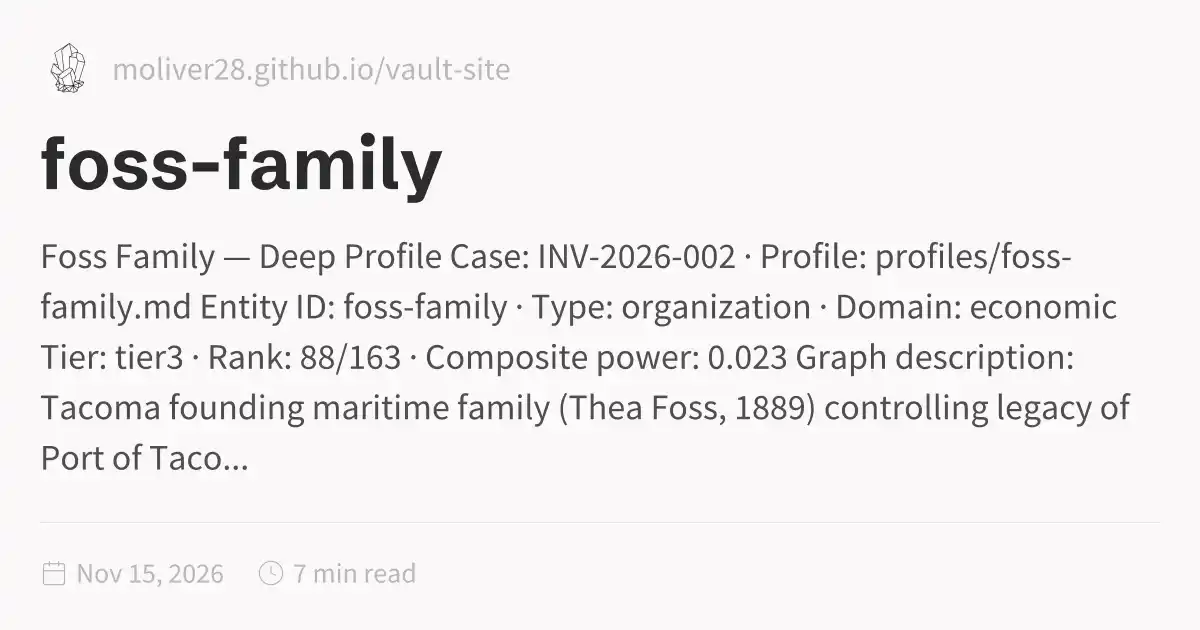 moliver28.github.io/vault-site
foss-family
Foss Family — Deep Profile Case: INV-2026-002 · Profile: profiles/foss-
family.md Entity ID: foss-family · Type: organization · Domain: economic
Tier: tier3 · Rank: 88/163 · Composite power: 0.023 Graph description:
Tacoma founding maritime family (Thea Foss, 1889) controlling legacy of
Port of Taco...
Nov 15, 2026 7 min read